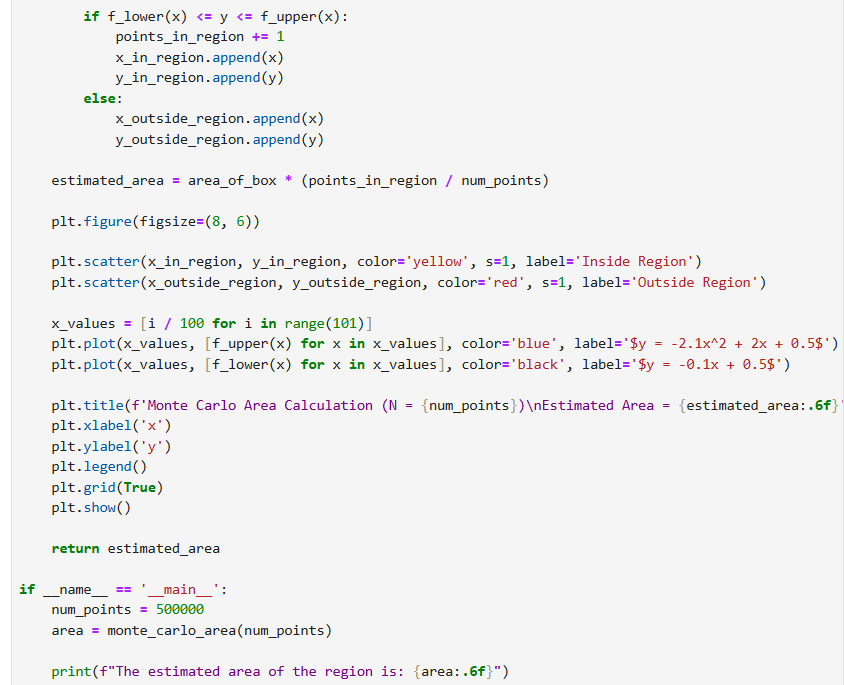 if f_lower(x) <= y <= f_upper(x):
            points_in_region += 1
            x_in_region.append(x)
            y_in_region.append(y)
        else:
            x_outside_region.append(x)
            y_outside_region.append(y)

    estimated_area = area_of_box * (points_in_region / num_points)

    plt.figure(figsize=(8, 6))

    plt.scatter(x_in_region, y_in_region, color='yellow', s=1, label='Inside Region')
    plt.scatter(x_outside_region, y_outside_region, color='red', s=1, label='Outside Region')

    x_values = [i / 100 for i in range(101)]
    plt.plot(x_values, [f_upper(x) for x in x_values], color='blue', label='$y = -2.1x^2 + 2x + 0.5$')
    plt.plot(x_values, [f_lower(x) for x in x_values], color='black', label='$y = -0.1x + 0.5$')

    plt.title(f'Monte Carlo Area Calculation (N = {num_points})\nEstimated Area = {estimated_area:.6f}'
    plt.xlabel('x')
    plt.ylabel('y')
    plt.legend()
    plt.grid(True)
    plt.show()

    return estimated_area

if __name__ == '__main__':
    num_points = 500000
    area = monte_carlo_area(num_points)

    print(f"The estimated area of the region is: {area:.6f}")